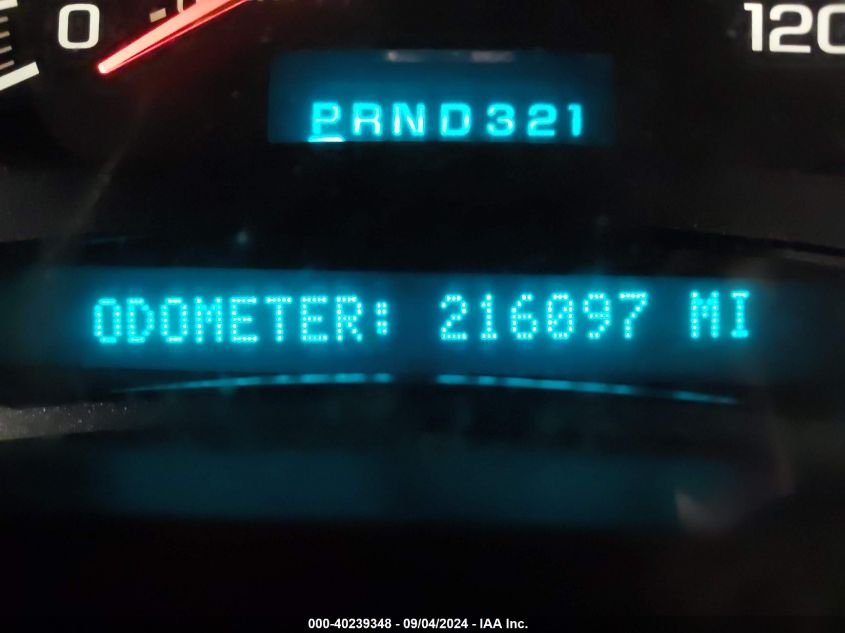 0
120
PRND321
ODOMETER: 216097 MI
000-40239348 - 09/04/2024 - IAA Inc.